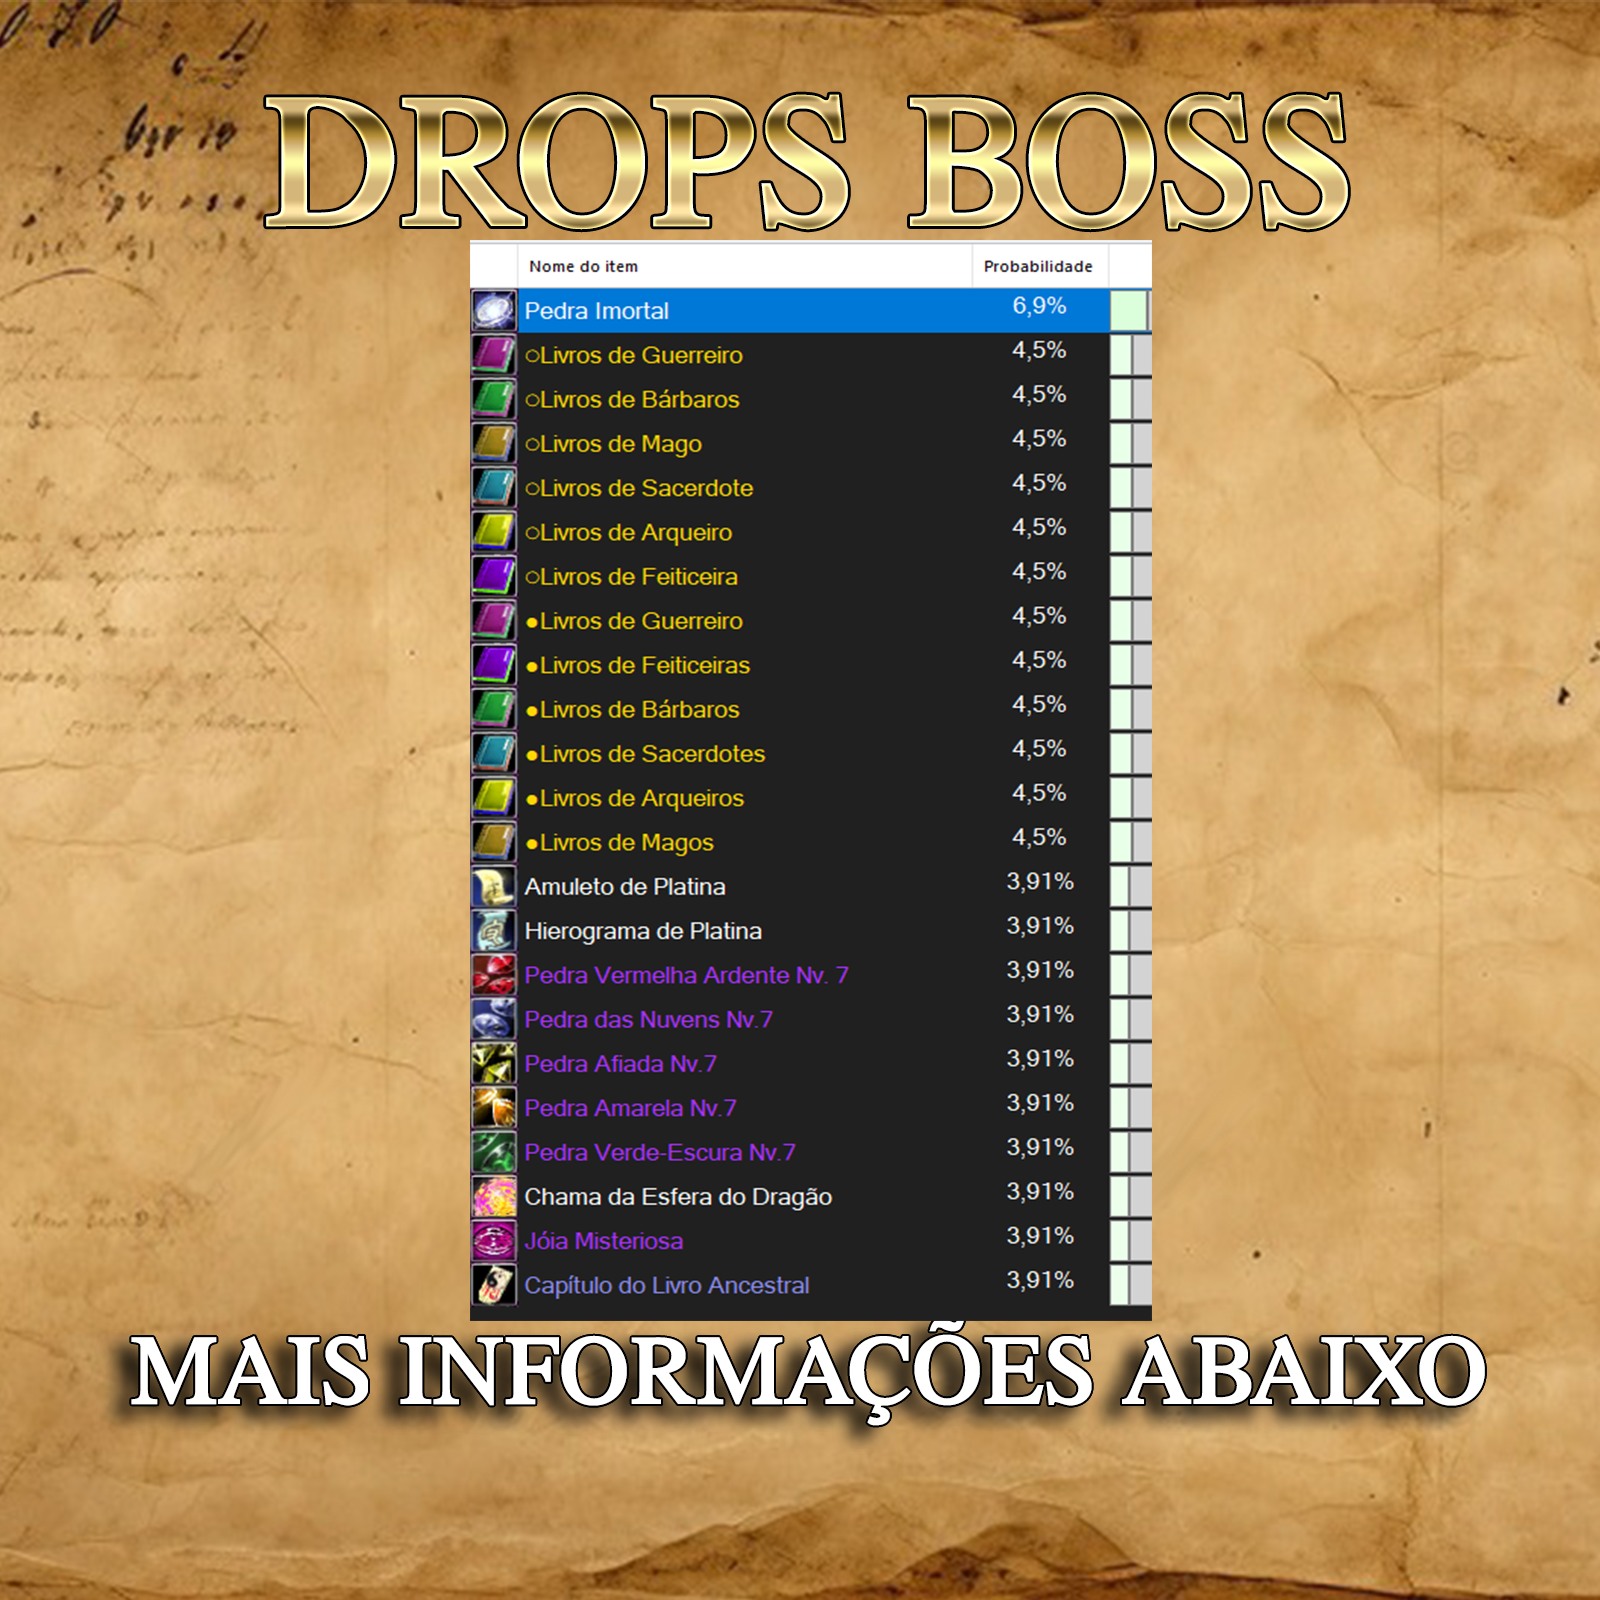 DROPS BOSS
Nome do item Probabilidade
Pedra Imortal 6,9%
○Livros de Guerreiro 4,5%
○Livros de Bárbaros 4,5%
○Livros de Mago 4,5%
○Livros de Sacerdote 4,5%
○Livros de Arqueiro 4,5%
○Livros de Feiticeira 4,5%
●Livros de Guerreiro 4,5%
●Livros de Feiticeiras 4,5%
●Livros de Bárbaros 4,5%
●Livros de Sacerdotes 4,5%
●Livros de Arqueiros 4,5%
●Livros de Magos 4,5%
Amuleto de Platina 3,91%
Hierograma de Platina 3,91%
Pedra Vermelha Ardente Nv. 7 3,91%
Pedra das Nuvens Nv.7 3,91%
Pedra Afiada Nv.7 3,91%
Pedra Amarela Nv.7 3,91%
Pedra Verde-Escura Nv.7 3,91%
Chama da Esfera do Dragão 3,91%
Jóia Misteriosa 3,91%
Capítulo do Livro Ancestral 3,91%
MAIS INFORMAÇÕES ABAIXO